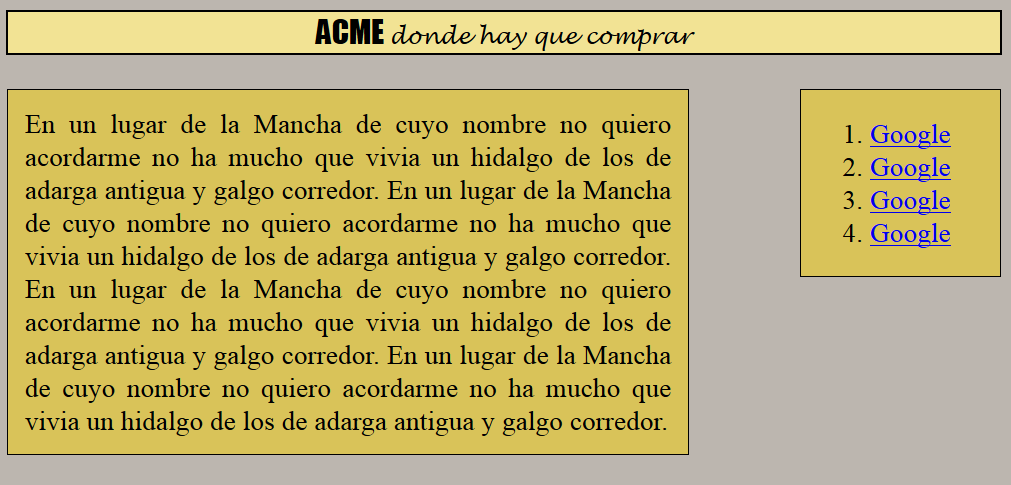 ACME donde hay que comprar
En un lugar de la Mancha de cuyo nombre no quiero
acordarme no ha mucho que vivia un hidalgo de los de
adarga antigua y galgo corredor. En un lugar de la Mancha
de cuyo nombre no quiero acordarme no ha mucho que
vivia un hidalgo de los de adarga antigua y galgo corredor.
En un lugar de la Mancha de cuyo nombre no quiero
acordarme no ha mucho que vivia un hidalgo de los de
adarga antigua y galgo corredor. En un lugar de la Mancha
de cuyo nombre no quiero acordarme no ha mucho que
vivia un hidalgo de los de adarga antigua y galgo corredor.
1. Google
2. Google
3. Google
4. Google